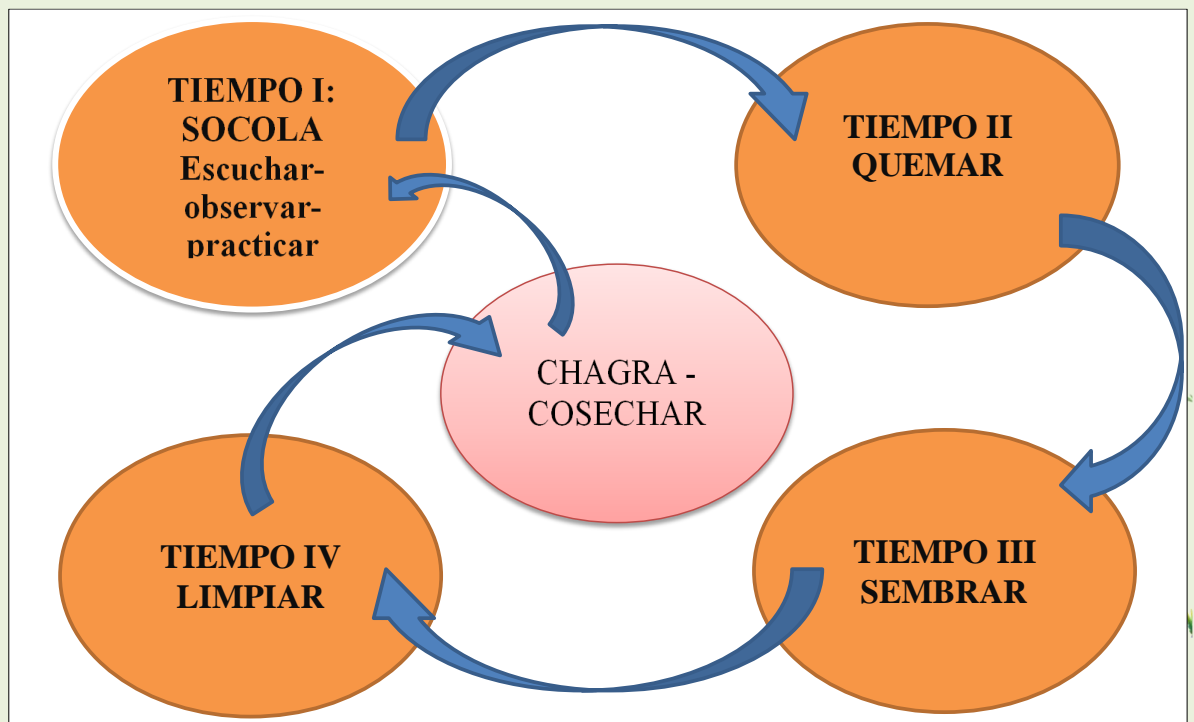 TIEMPO I:
SOCOLA
Escuchar-
observar-
practicar
TIEMPO II
QUEMAR
CHAGRA -
COSECHAR
TIEMPO IV
LIMPIAR
TIEMPO III
SEMBRAR